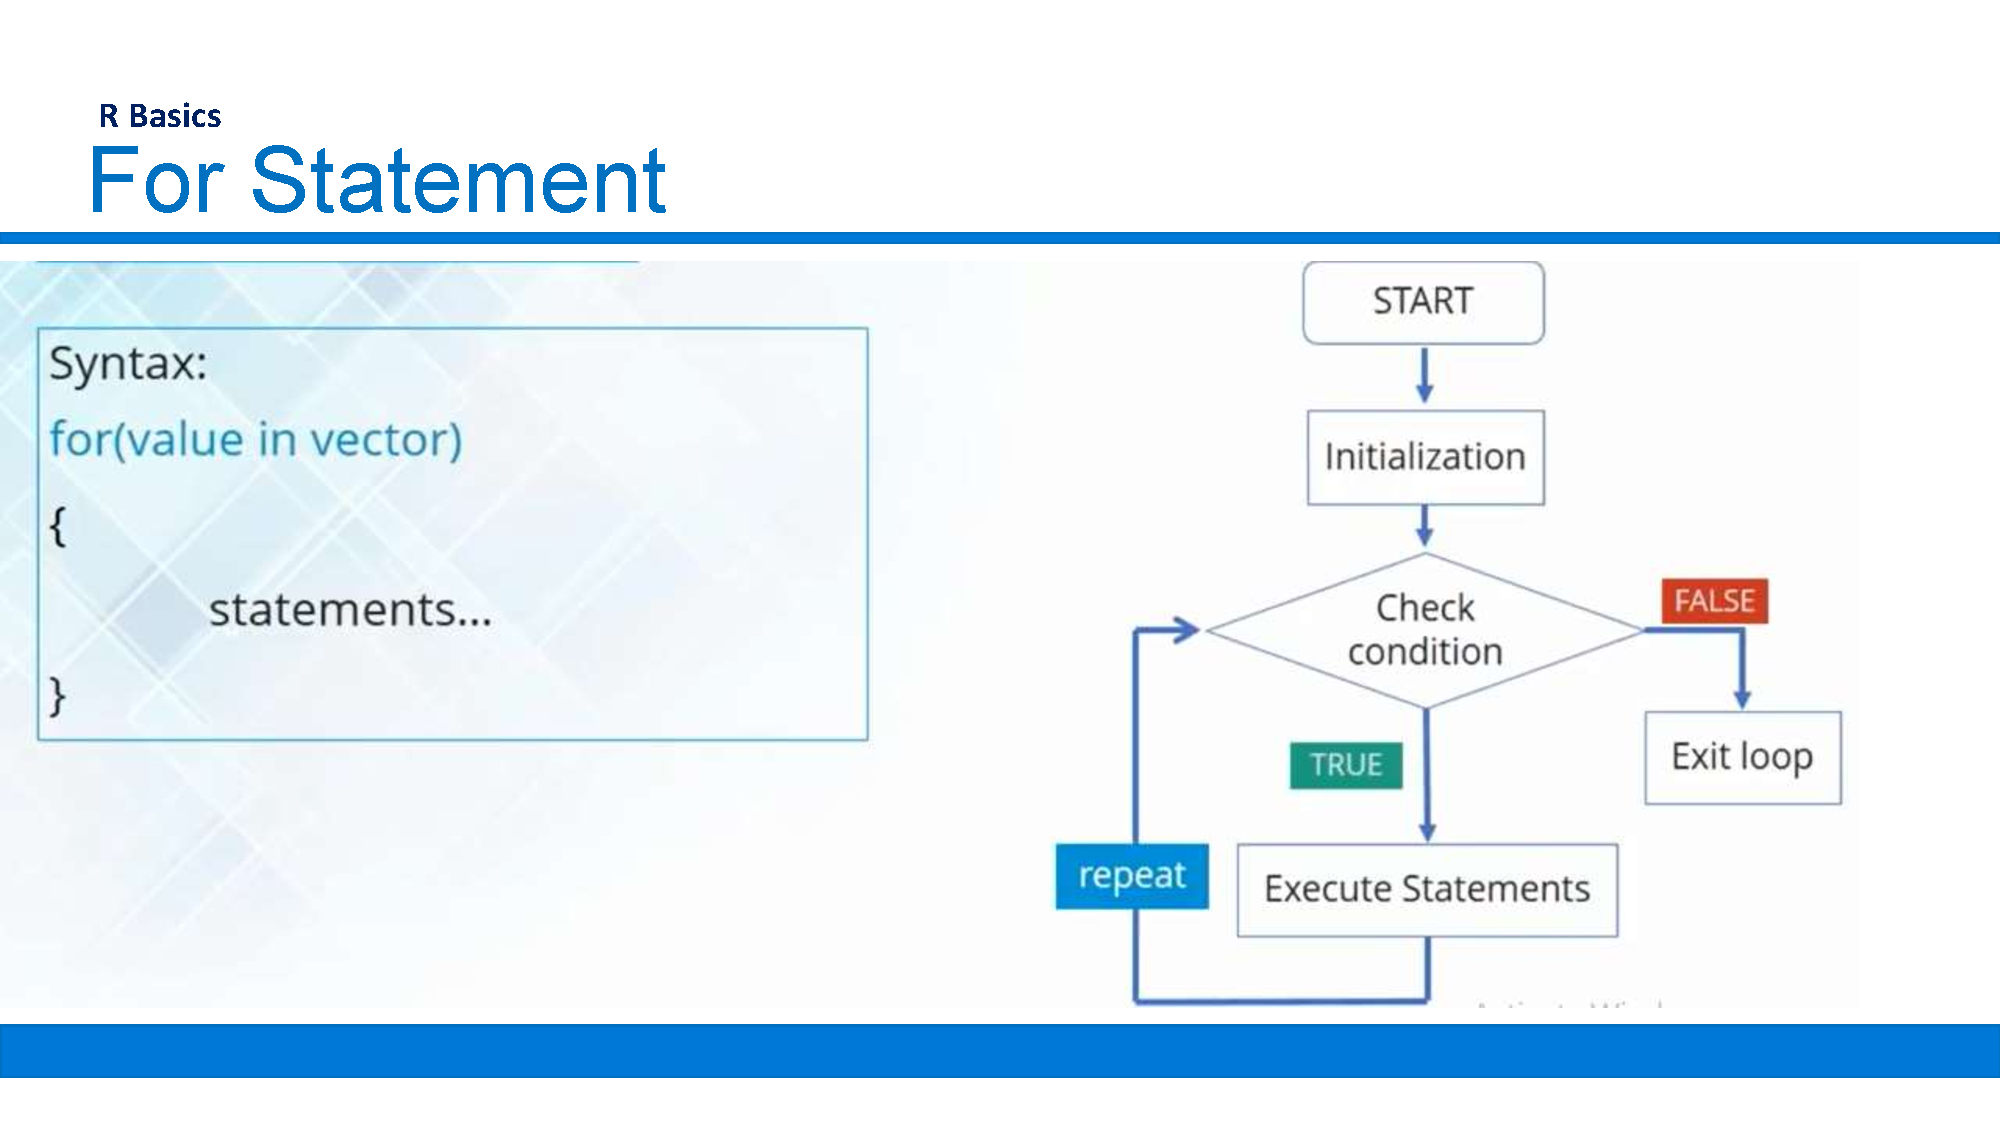 R Basics
For Statement
Syntax:
for(value in vector)
{
statements...
}
START
Initialization
Check
condition
FALSE
TRUE
Exit loop
repeat
Execute Statements